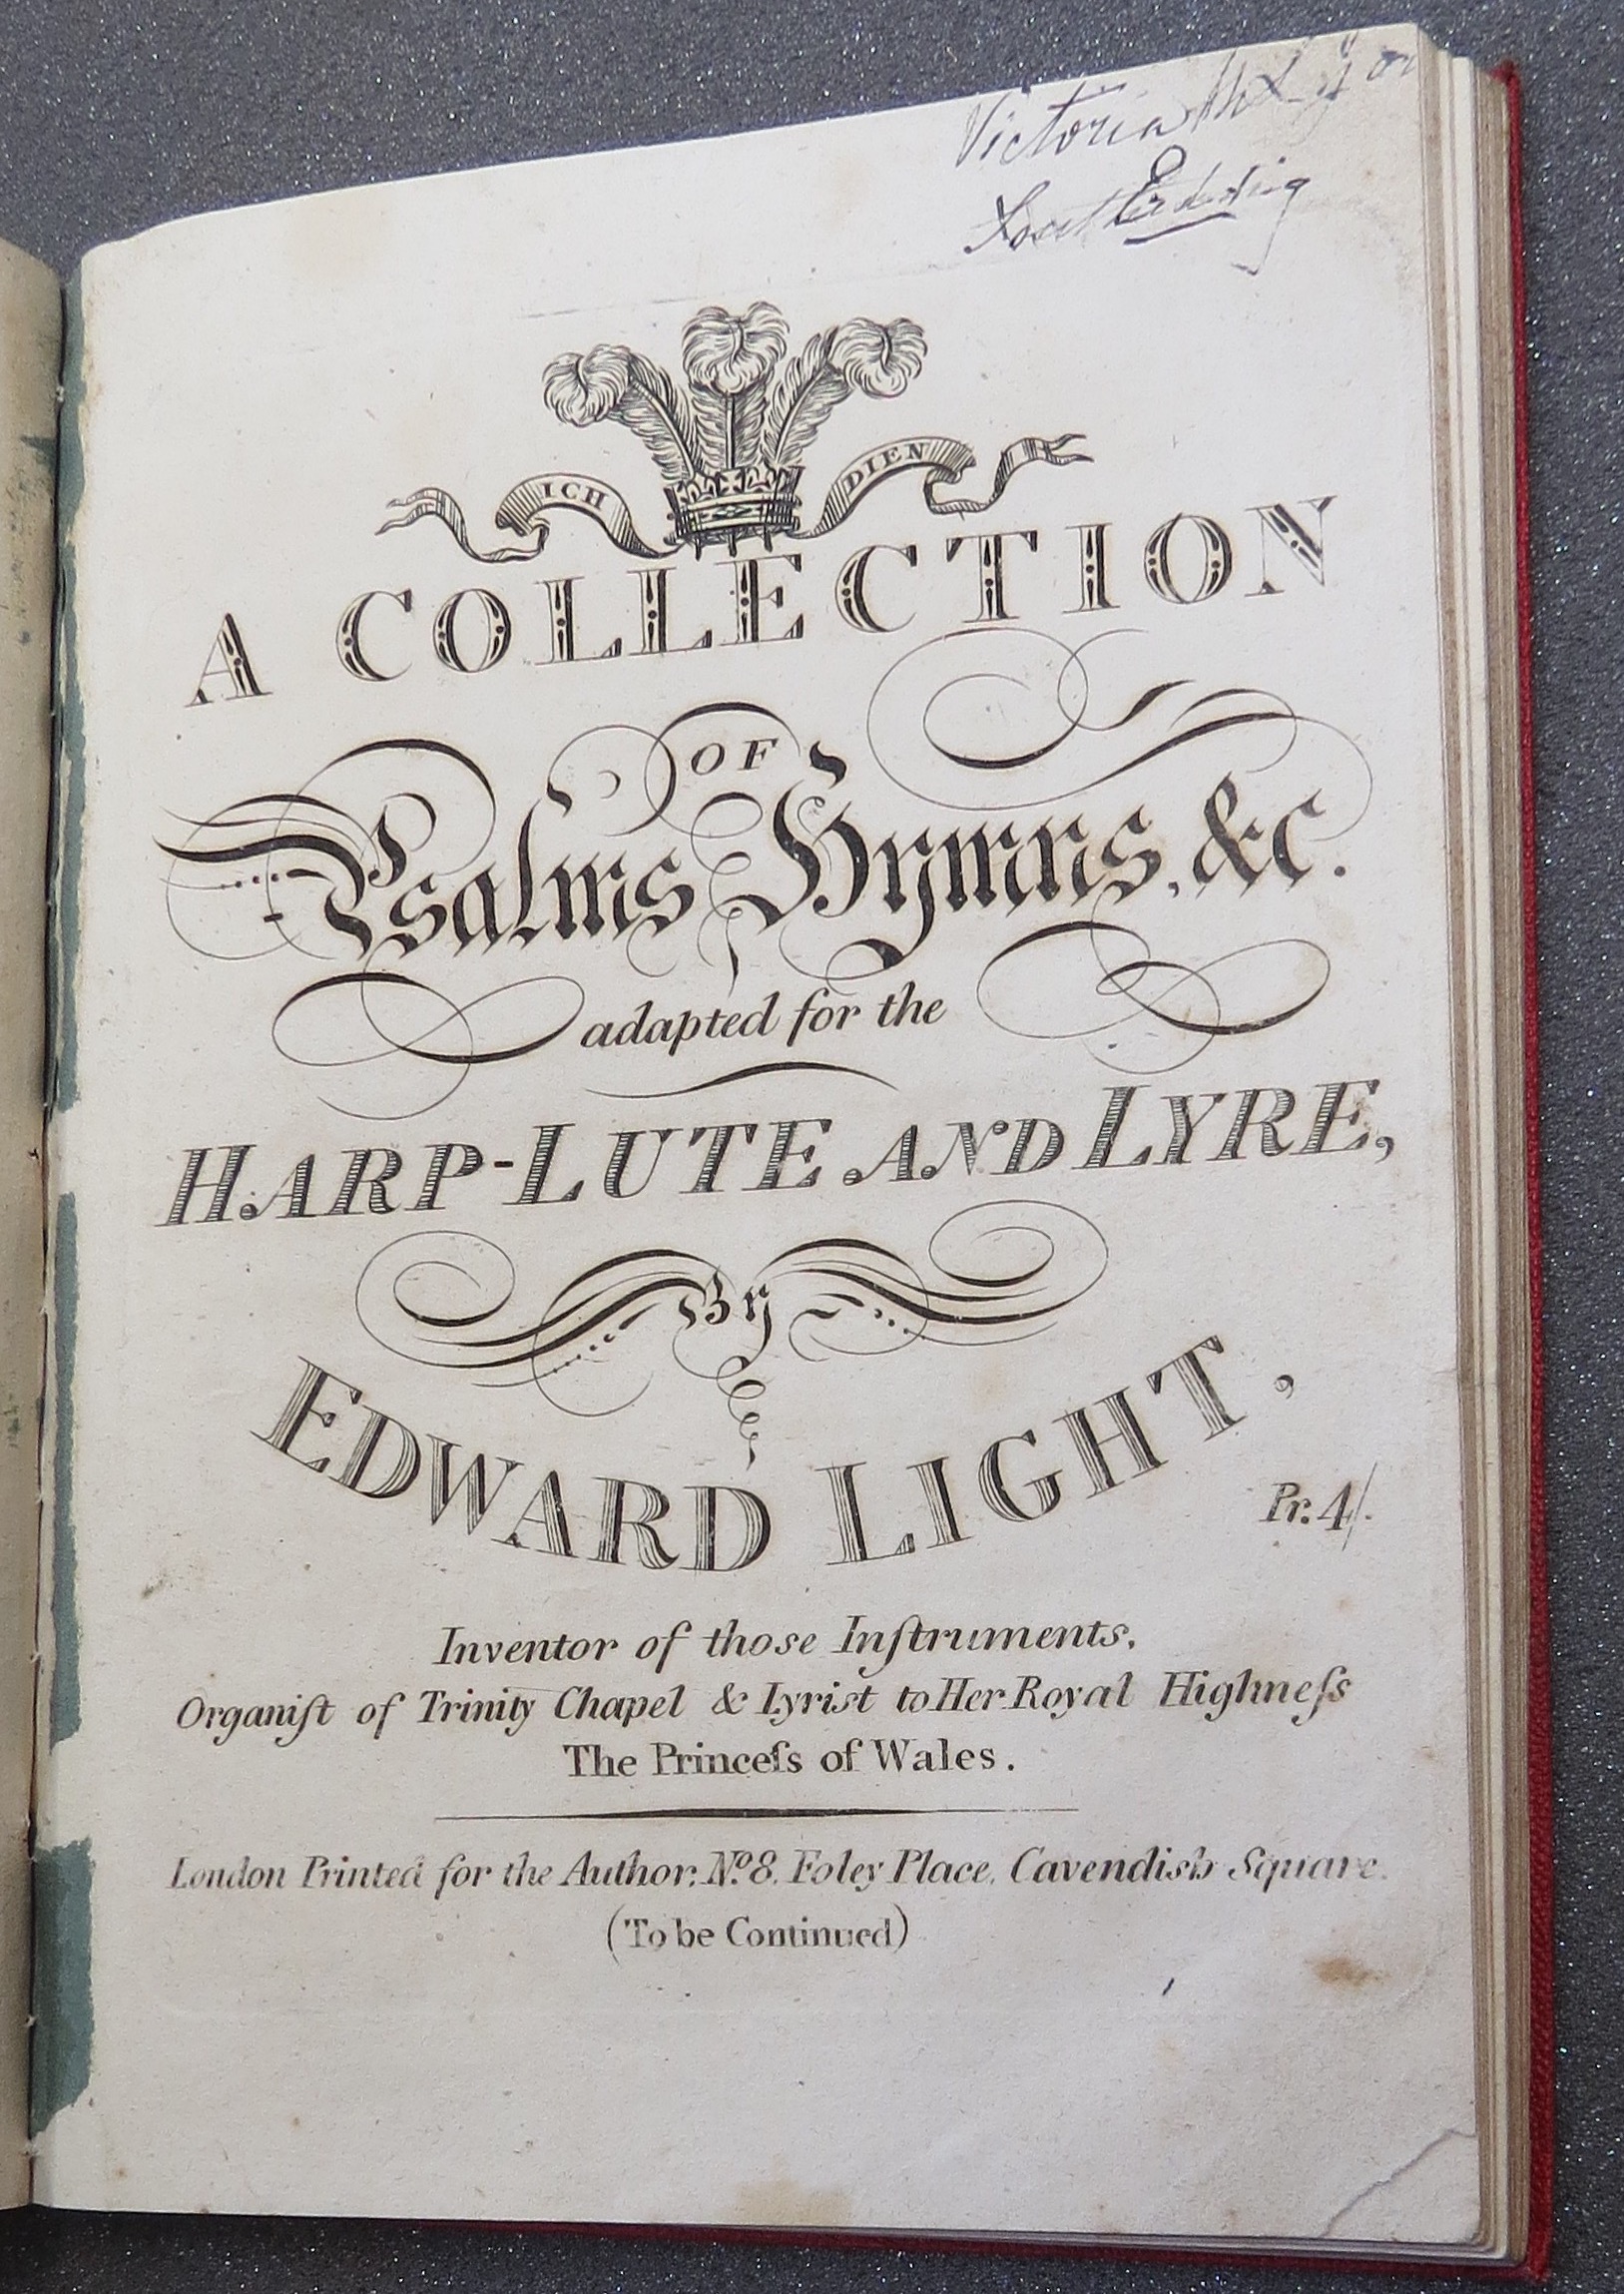 Victoria
ICH DIEN
A COLLECTION
OF
Psalms Hymns, &c.
adapted for the
HARP-LUTE AND LYRE,
By
EDWARD LIGHT,
Pr. 4/.
Inventor of those Inſtruments,
Organiſt of Trinity Chapel & Lyrist to Her Royal Highneſs
The Princeſs of Wales.
London Printed for the Author, No. 8, Foley Place, Cavendish Square.
(To be Continued)